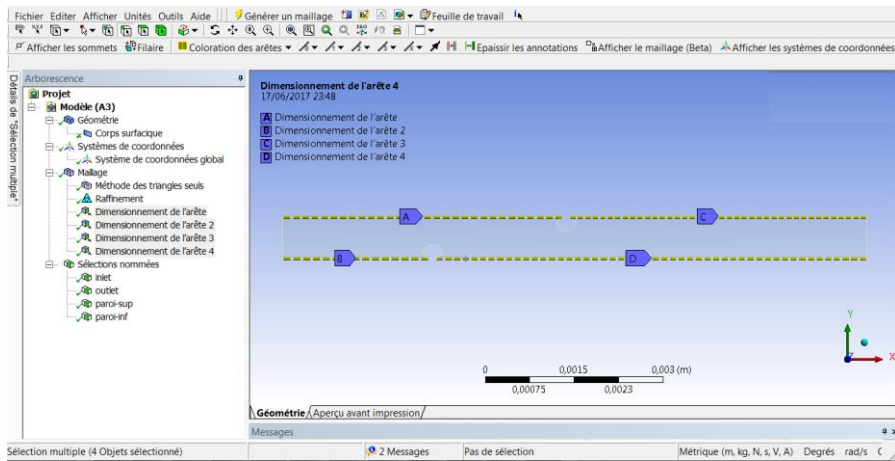 Fichier Editer Afficher Unités Outils Aide Générer un maillage Feuille de travail
Afficher les sommets Filaire Coloration des arêtes Epaissir les annotations Afficher le maillage (Beta) Afficher les systèmes de coordonnées
Détails de "Sélection multiple"
Arborescence
Projet
Modèle (A3)
Géométrie
Corps surfacique
Systèmes de coordonnées
Système de coordonnées global
Maillage
Méthode des triangles seuls
Raffinement
Dimensionnement de l'arête
Dimensionnement de l'arête 2
Dimensionnement de l'arête 3
Dimensionnement de l'arête 4
Sélections nommées
inlet
outlet
paroi-sup
paroi-inf
Dimensionnement de l'arête 4
17/06/2017 23:48
A Dimensionnement de l'arête
B Dimensionnement de l'arête 2
C Dimensionnement de l'arête 3
D Dimensionnement de l'arête 4
A
C
B
D
Y
X
Z
0 0,0015 0,003 (m)
0,00075 0,0023
Géométrie Aperçu avant impression
Messages
Sélection multiple (4 Objets sélectionné) 2 Messages Pas de sélection Métrique (m, kg, N, s, V, A) Degrés rad/s